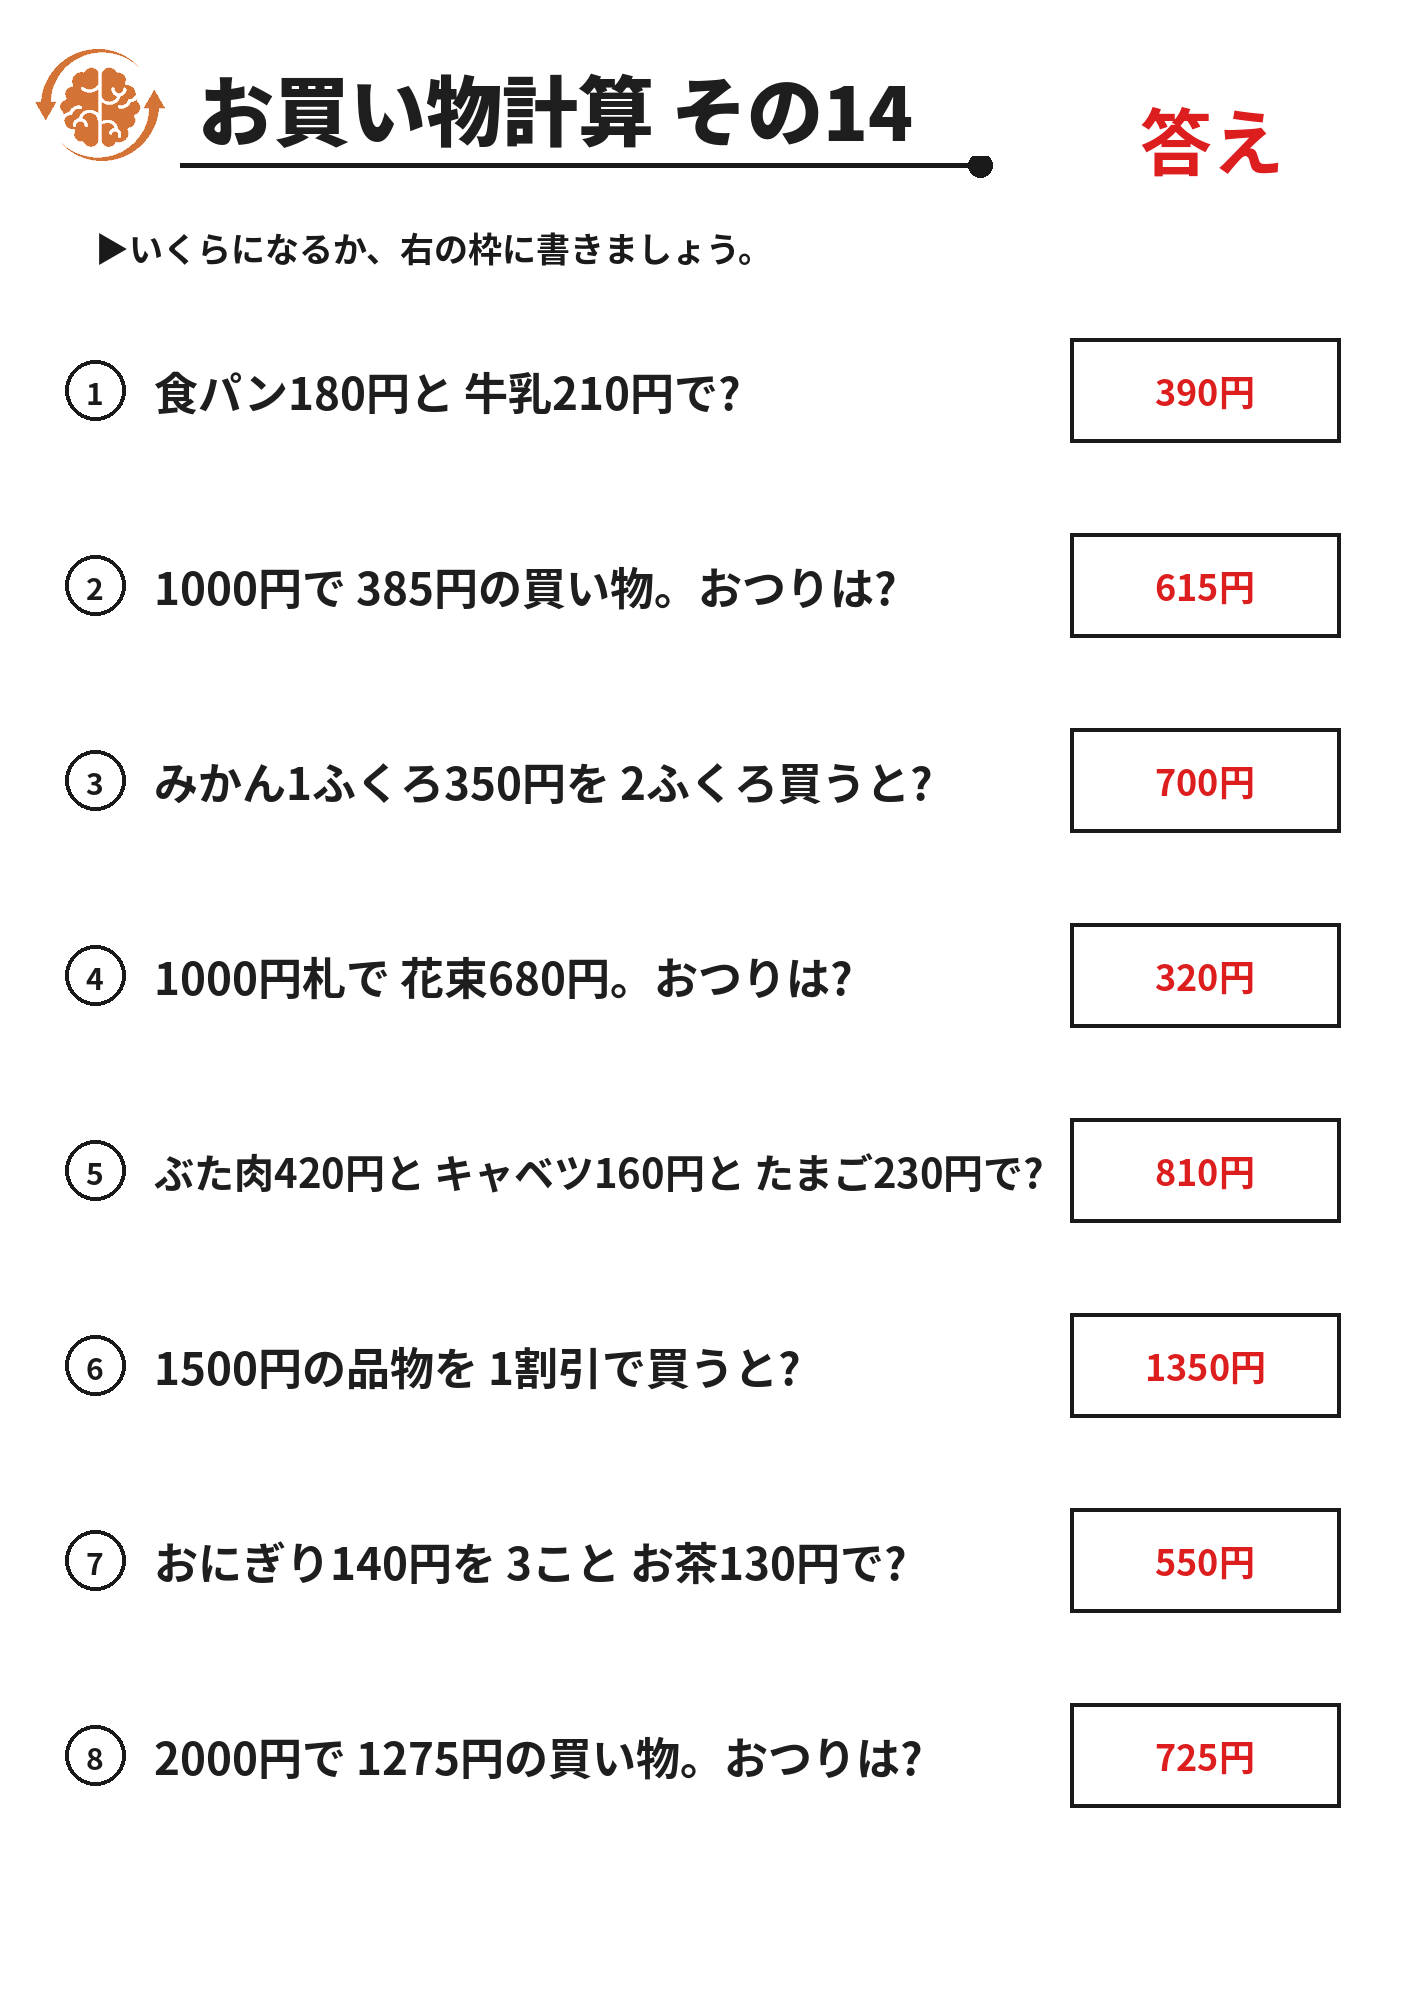 お買い物計算 その14
答え
▶いくらになるか、右の枠に書きましょう。
1 食パン180円と 牛乳210円で? 390円
2 1000円で 385円の買い物。おつりは? 615円
3 みかん1ふくろ350円を 2ふくろ買うと? 700円
4 1000円札で 花束680円。おつりは? 320円
5 ぶた肉420円と キャベツ160円と たまご230円で? 810円
6 1500円の品物を 1割引で買うと? 1350円
7 おにぎり140円を 3こと お茶130円で? 550円
8 2000円で 1275円の買い物。おつりは? 725円